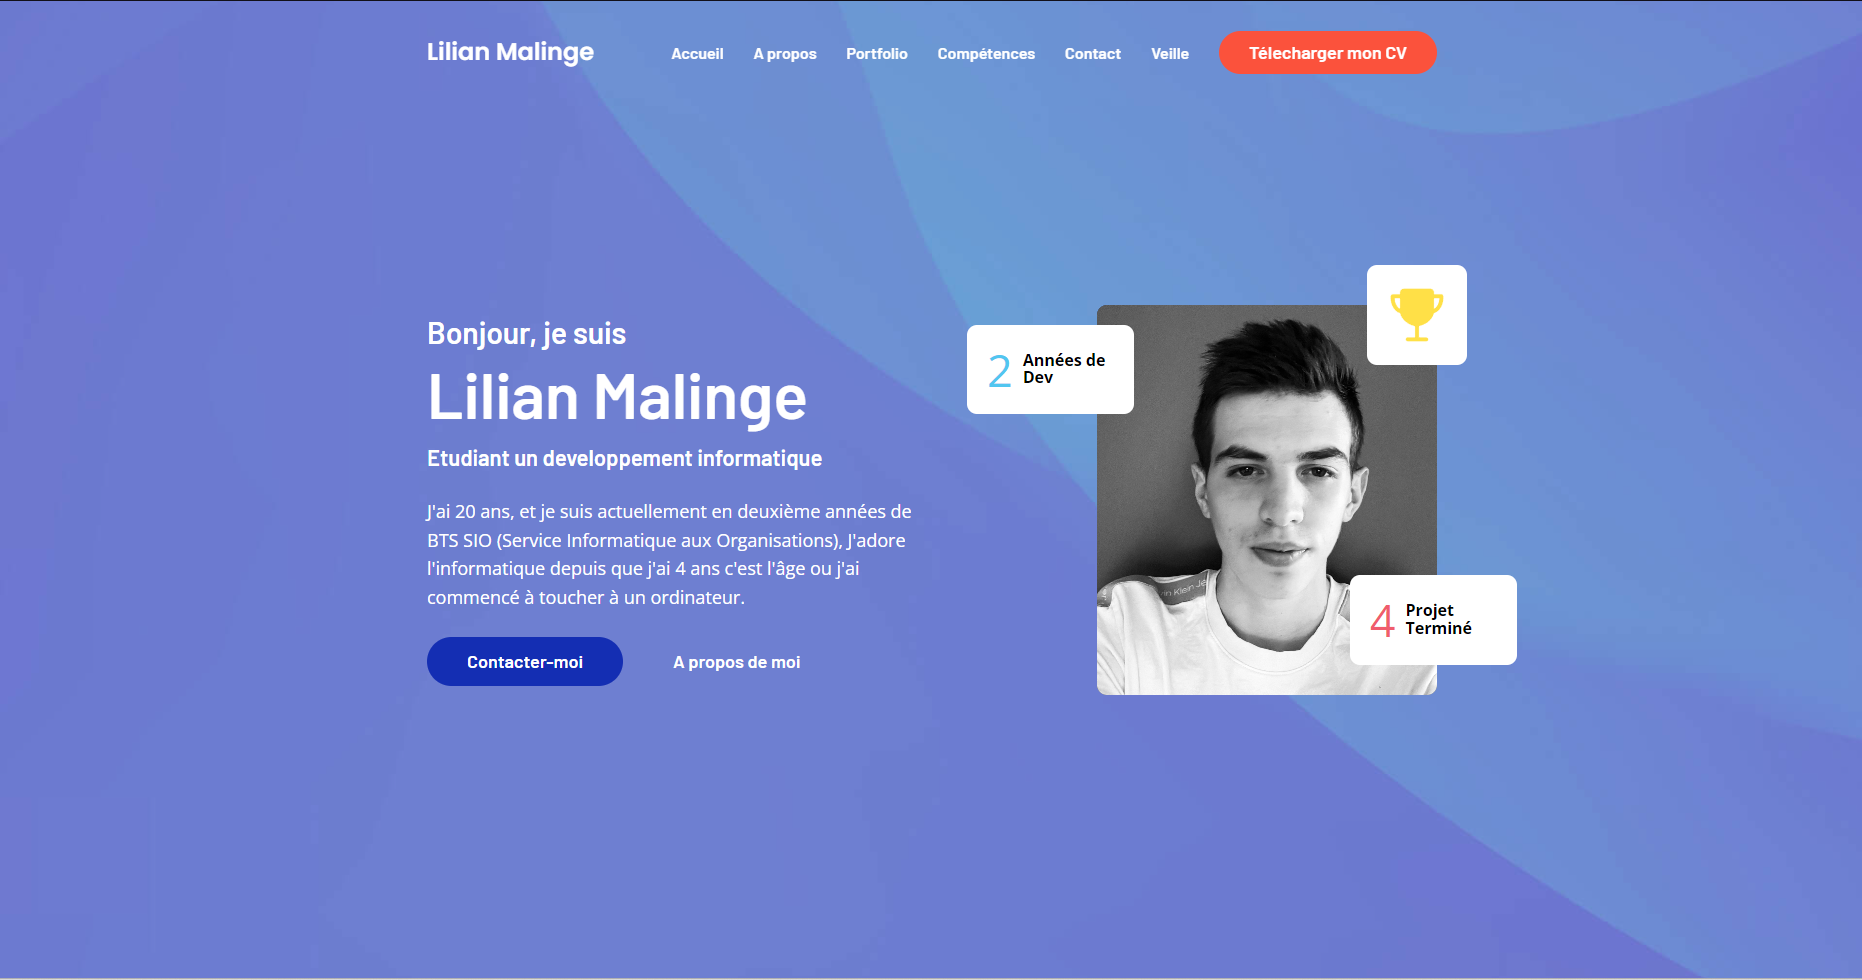 Lilian Malinge
Accueil
A propos
Portfolio
Compétences
Contact
Veille
Télecharger mon CV
Bonjour, je suis
Lilian Malinge
Etudiant un developpement informatique
J'ai 20 ans, et je suis actuellement en deuxième années de
BTS SIO (Service Informatique aux Organisations), J'adore
l'informatique depuis que j'ai 4 ans c'est l'âge ou j'ai
commencé à toucher à un ordinateur.
Contacter-moi
A propos de moi
2
Années de
Dev
4
Projet
Terminé